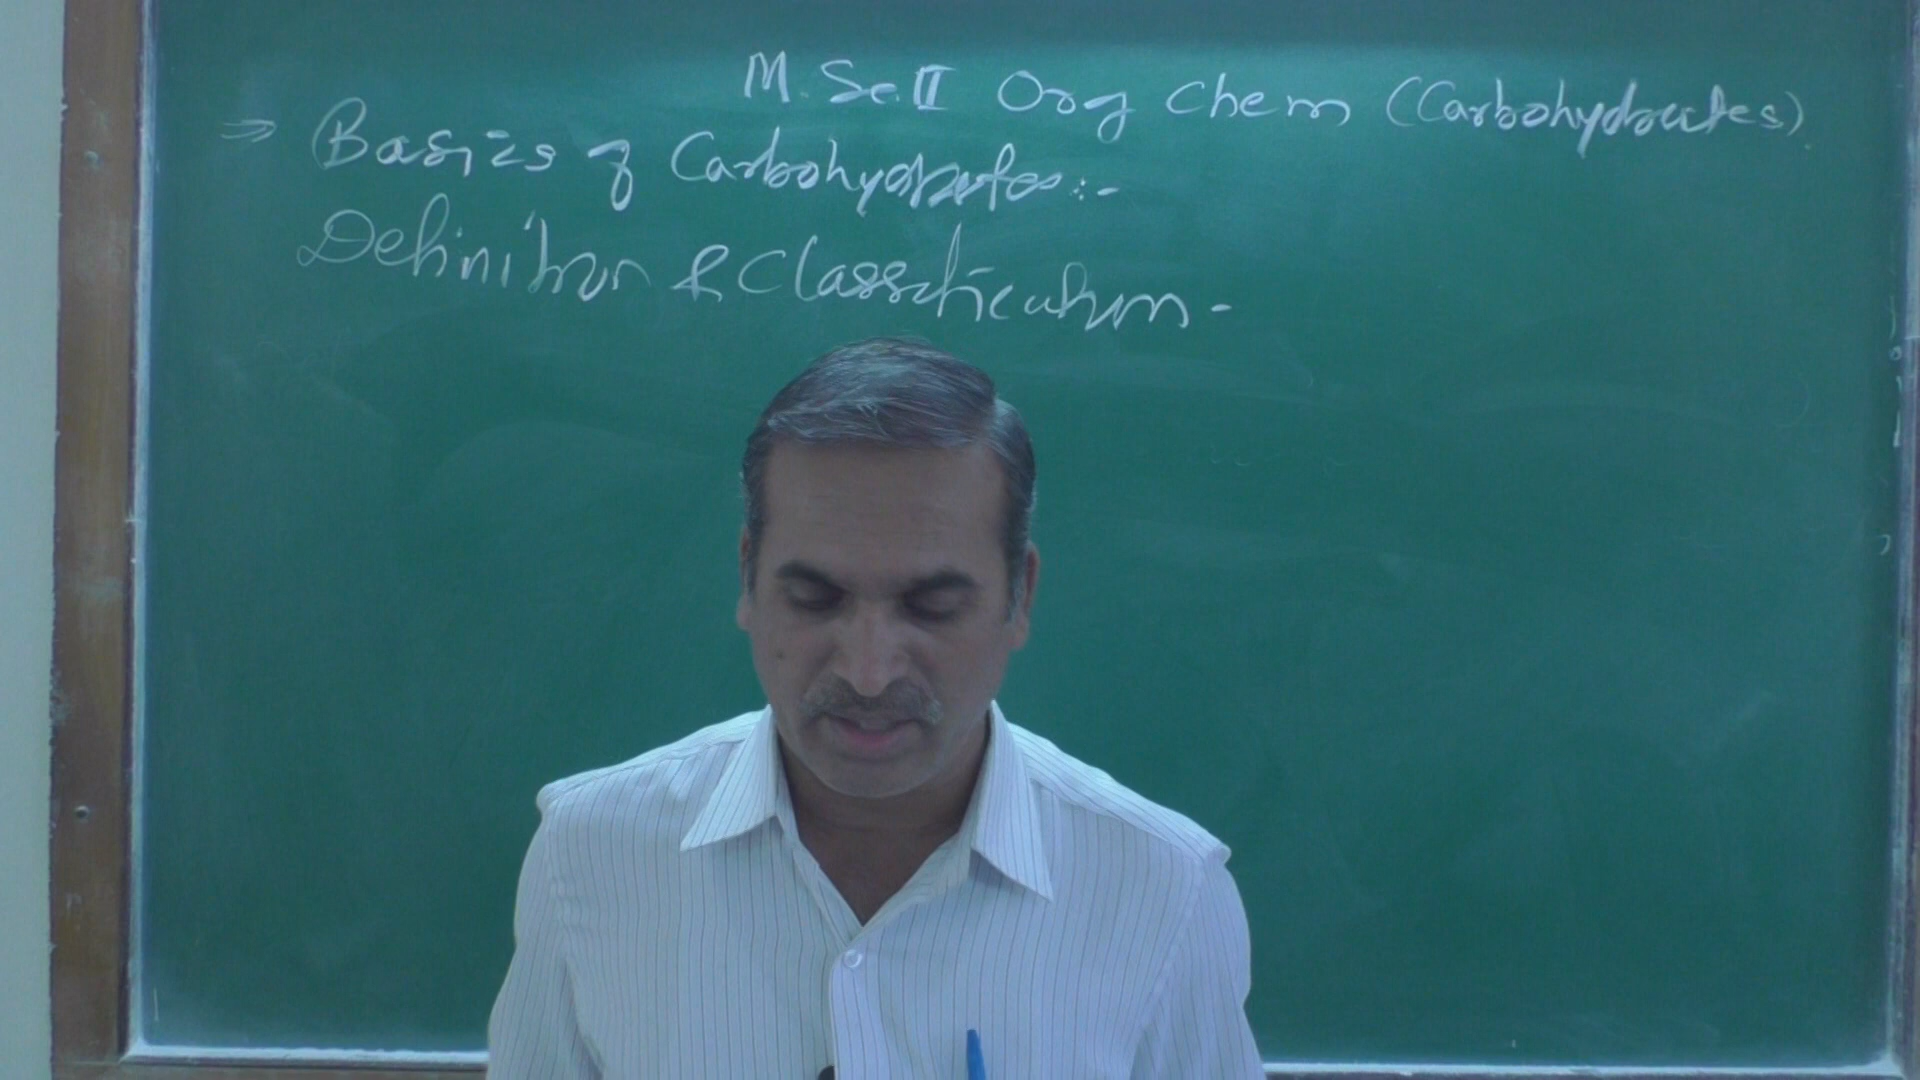 M.Sc.II Org Chem (Carbohydrates)
⇒ Basics of Carbohydrates:-
Definition & Classification -